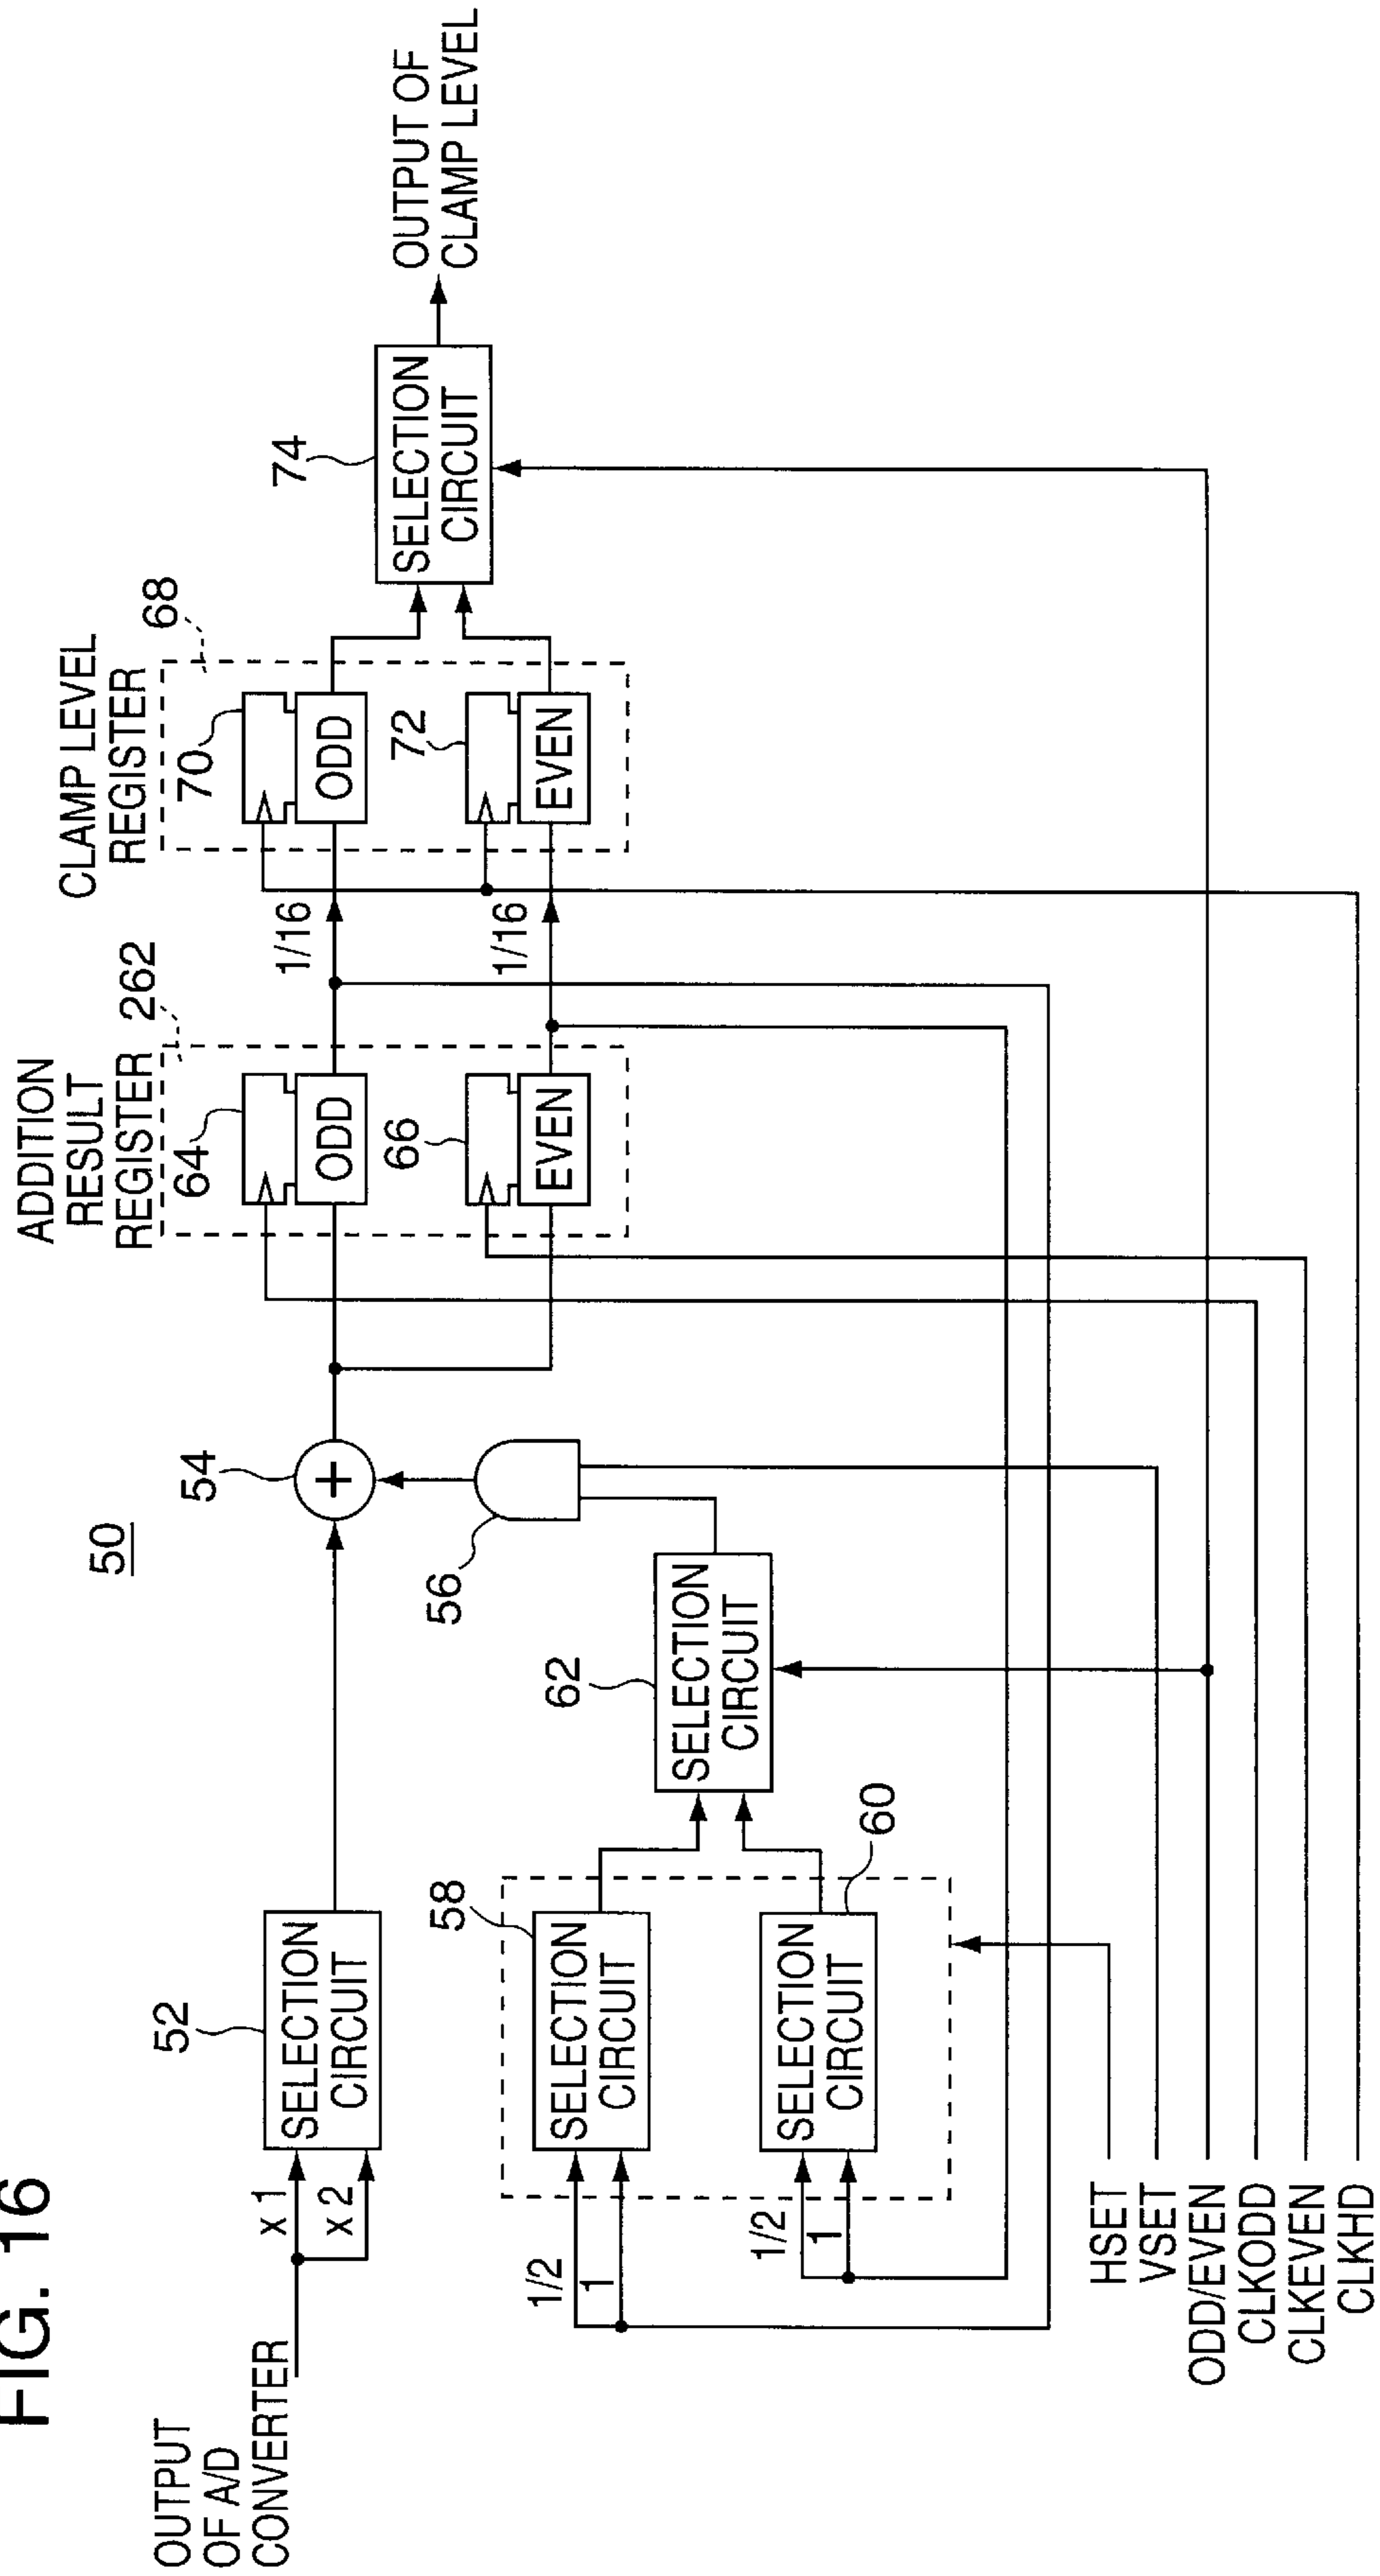 FIG. 16
50
OUTPUT
OF A/D
CONVERTER
x 1
x 2
52
SELECTION
CIRCUIT
54
+
56
ADDITION
RESULT
REGISTER
262
64
ODD
66
EVEN
1/16
1/16
CLAMP LEVEL
REGISTER
68
70
ODD
72
EVEN
74
SELECTION
CIRCUIT
OUTPUT OF
CLAMP LEVEL
1/2
1
58
SELECTION
CIRCUIT
1/2
1
60
SELECTION
CIRCUIT
62
SELECTION
CIRCUIT
HSET
VSET
ODD/EVEN
CLKODD
CLKEVEN
CLKHD